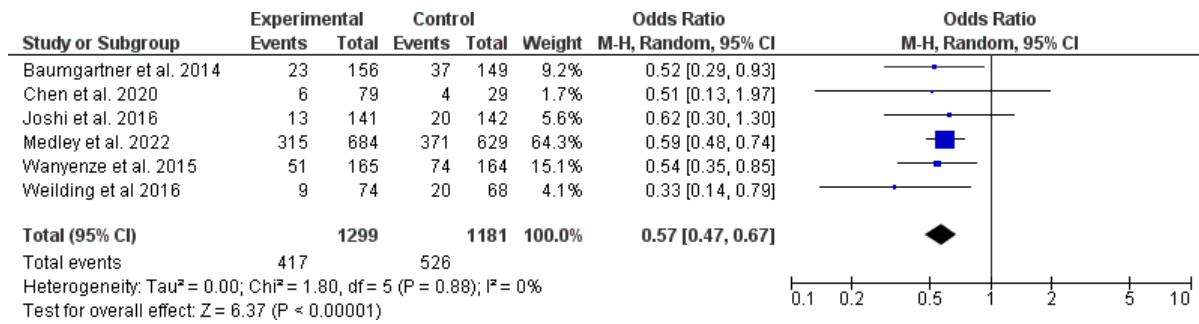 Experimental Control Odds Ratio Odds Ratio
Study or Subgroup Events Total Events Total Weight M-H, Random, 95% CI M-H, Random, 95% CI
Baumgartner et al. 2014 23 156 37 149 9.2% 0.52 [0.29, 0.93]
Chen et al. 2020 6 79 4 29 1.7% 0.51 [0.13, 1.97]
Joshi et al. 2016 13 141 20 142 5.6% 0.62 [0.30, 1.30]
Medley et al. 2022 315 684 371 629 64.3% 0.59 [0.48, 0.74]
Wanyenze et al. 2015 51 165 74 164 15.1% 0.54 [0.35, 0.85]
Weilding et al 2016 9 74 20 68 4.1% 0.33 [0.14, 0.79]
Total (95% CI) 1299 1181 100.0% 0.57 [0.47, 0.67]
Total events 417 526
Heterogeneity: Tau² = 0.00; Chi² = 1.80, df = 5 (P = 0.88); I² = 0%
Test for overall effect: Z = 6.37 (P < 0.00001)
0.1 0.2 0.5 1 2 5 10